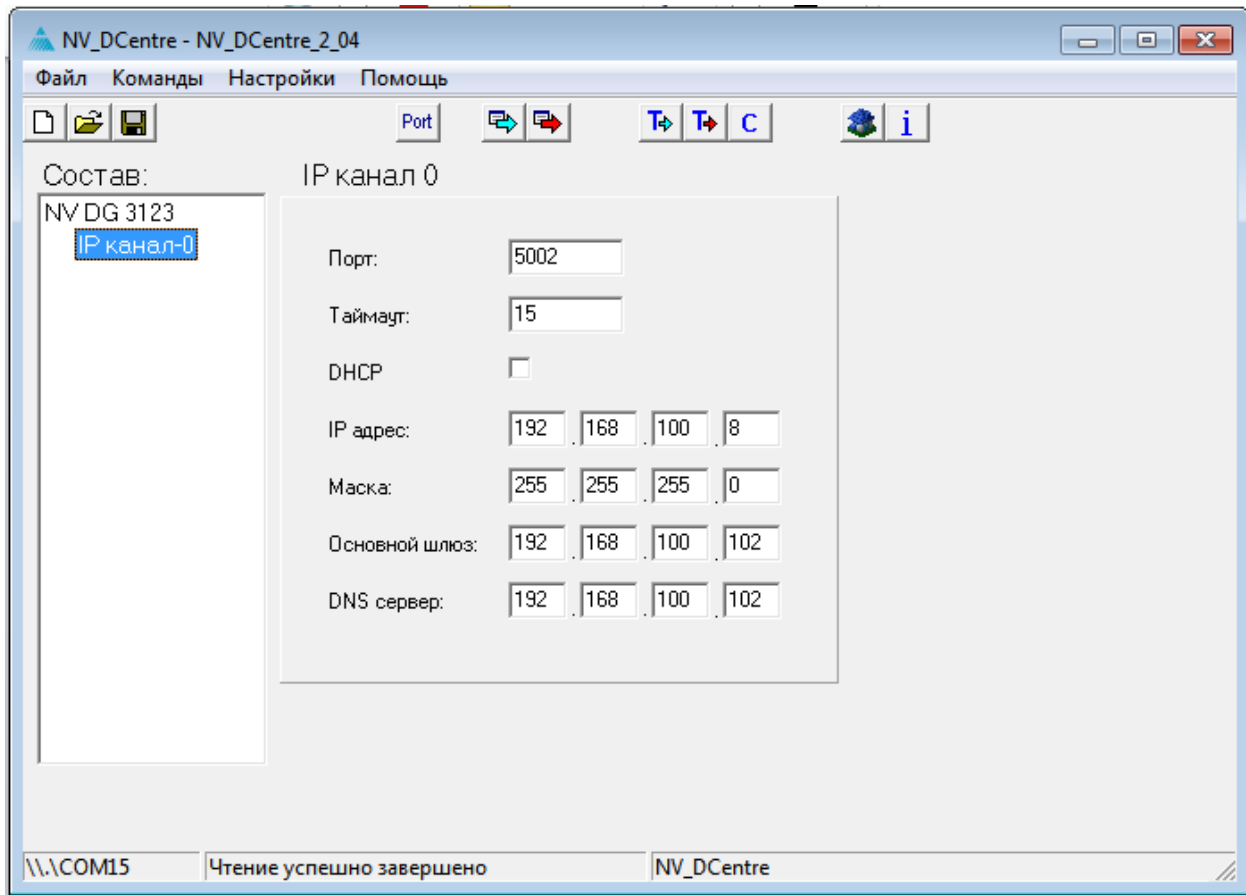 NV_DCentre - NV_DCentre_2_04
Файл Команды Настройки Помощь
Port T T C i
Состав:
NV DG 3123
IP канал-0
IP канал 0
Порт: 5002
Таймаут: 15
DHCP
IP адрес: 192 . 168 . 100 . 8
Маска: 255 . 255 . 255 . 0
Основной шлюз: 192 . 168 . 100 . 102
DNS сервер: 192 . 168 . 100 . 102
\\.\COM15 Чтение успешно завершено NV_DCentre